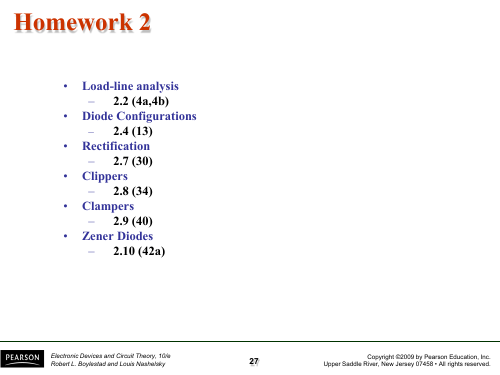 Homework 2
• Load-line analysis
– 2.2 (4a,4b)
• Diode Configurations
– 2.4 (13)
• Rectification
– 2.7 (30)
• Clippers
– 2.8 (34)
• Clampers
– 2.9 (40)
• Zener Diodes
– 2.10 (42a)
PEARSON
Electronic Devices and Circuit Theory, 10/e
Robert L. Boylestad and Louis Nashelsky
27
Copyright ©2009 by Pearson Education, Inc.
Upper Saddle River, New Jersey 07458 • All rights reserved.